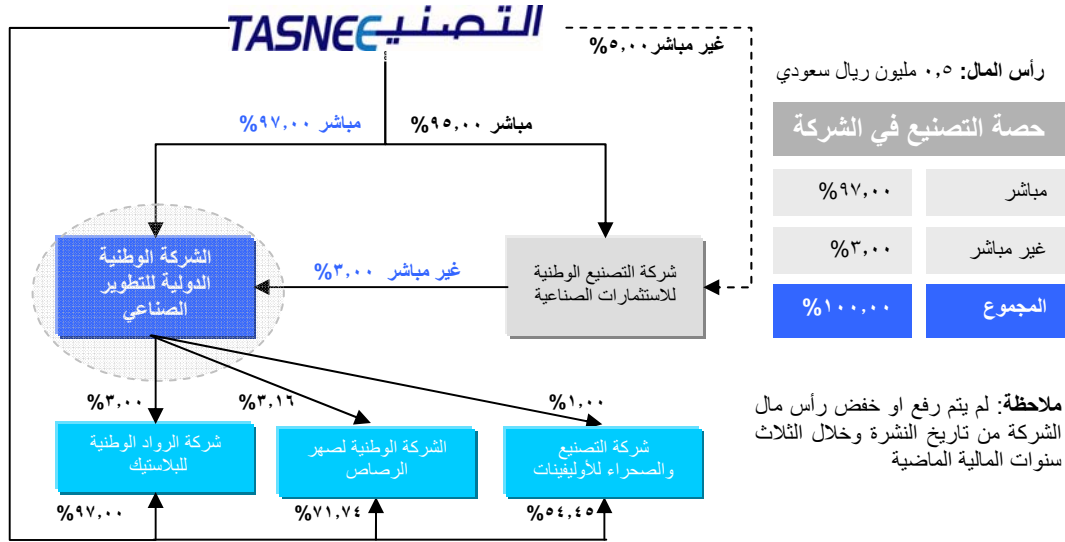 التصنيع
TASNEE
غير مباشر ٥,٠٠%
رأس المال: ٠,٥ مليون ريال سعودي
حصة التصنيع في الشركة
مباشر ٩٧,٠٠%
غير مباشر ٣,٠٠%
المجموع ١٠٠,٠٠%
مباشر ٩٥,٠٠%
مباشر ٩٧,٠٠%
شركة التصنيع الوطنية
للاستثمارات الصناعية
غير مباشر ٣,٠٠%
الشركة الوطنية
الدولية للتطوير
الصناعي
١,٠٠%
٣,١٦%
٣,٠٠%
شركة التصنيع
والصحراء للأوليفينات
الشركة الوطنية لصهر
الرصاص
شركة الرواد الوطنية
للبلاستيك
٥٤,٤٥%
٧١,٧٤%
٩٧,٠٠%
ملاحظة: لم يتم رفع او خفض رأس مال
الشركة من تاريخ النشرة وخلال الثلاث
سنوات المالية الماضية